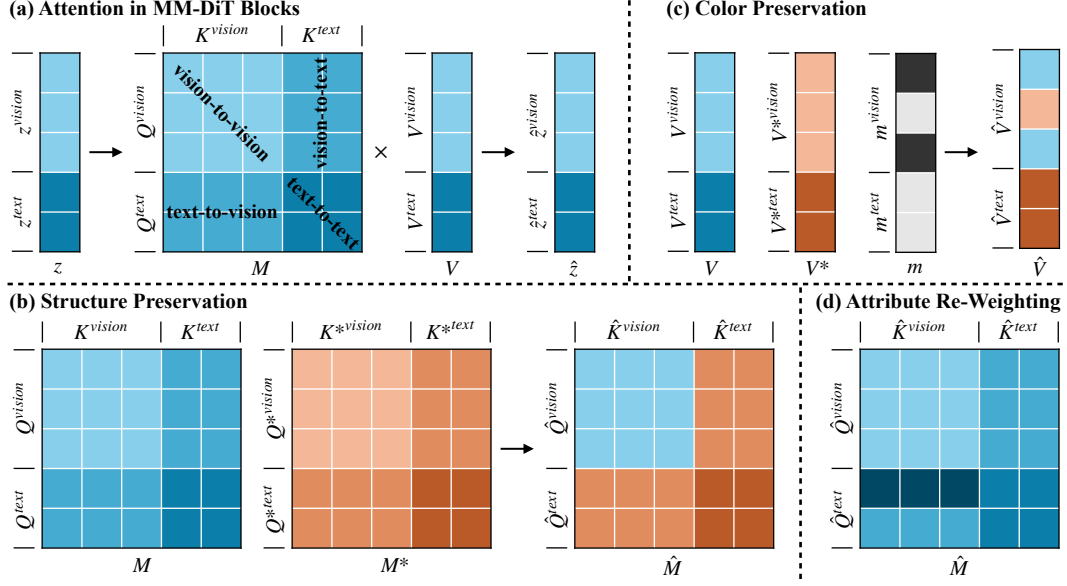 (a) Attention in MM-DiT Blocks
K^vision K^text
z^vision
z^text
z
Q^vision
Q^text
vision-to-vision
vision-to-text
text-to-vision
text-to-text
M
×
V^vision
V^text
V
ẑ^vision
ẑ^text
ẑ
(c) Color Preservation
V^vision
V^text
V
V*^vision
V*^text
V*
m^vision
m^text
m
V̂^vision
V̂^text
V̂
(b) Structure Preservation
K^vision K^text
Q^vision
Q^text
M
K*^vision K*^text
Q*^vision
Q*^text
M*
K̂^vision K̂^text
Q̂^vision
Q̂^text
M̂
(d) Attribute Re-Weighting
K̂^vision K̂^text
Q̂^vision
Q̂^text
M̂